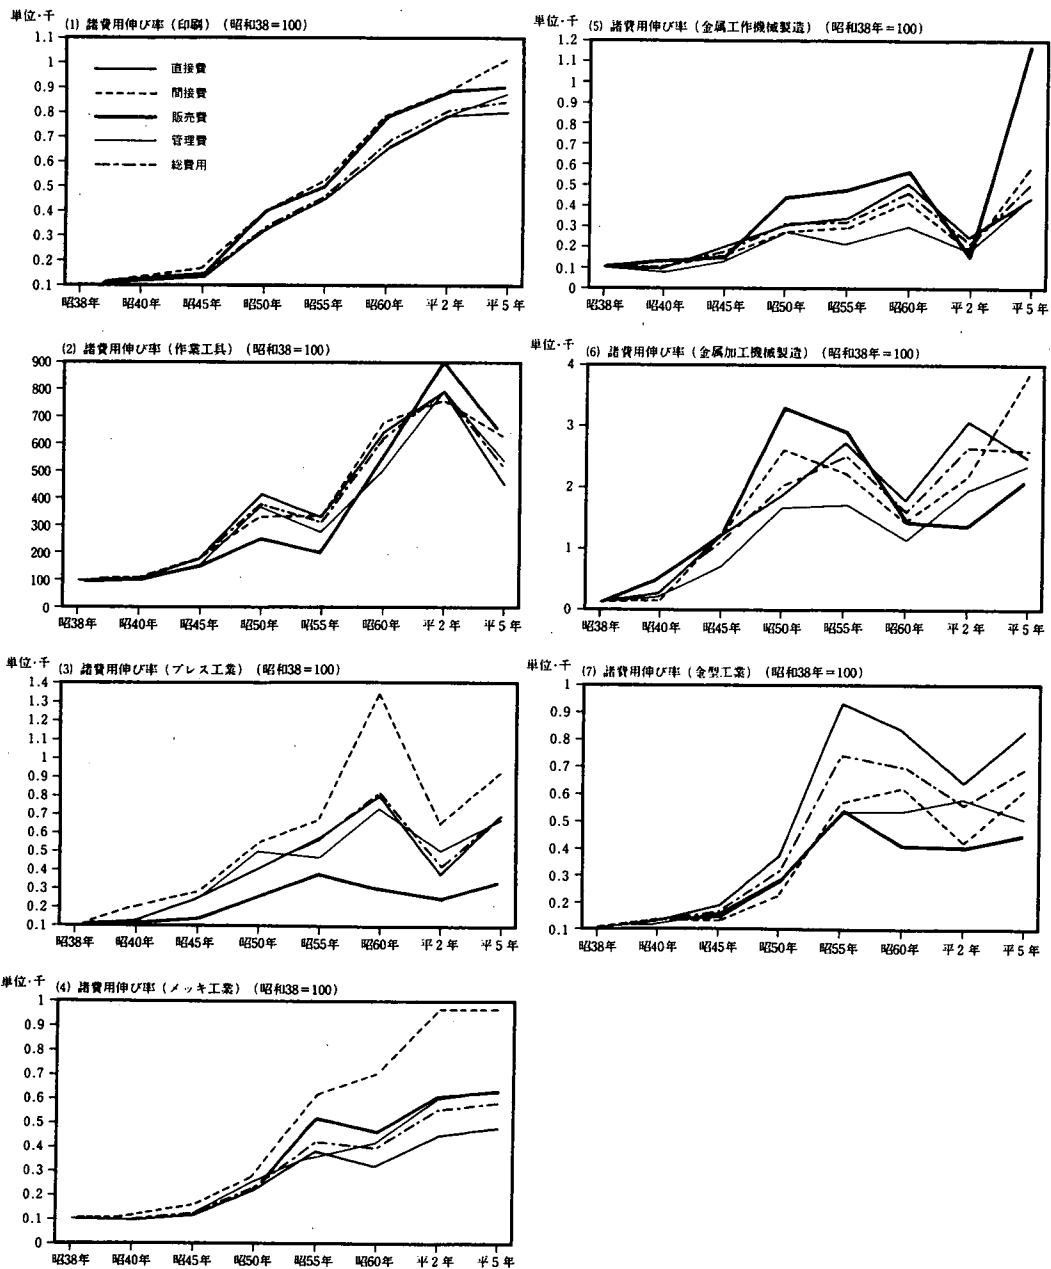 単位・千
(1) 諸費用伸び率（印刷）（昭和38＝100）
1.1
1
0.9
0.8
0.7
0.6
0.5
0.4
0.3
0.2
0.1
直接費
間接費
販売費
管理費
総費用
昭38年 昭40年 昭45年 昭50年 昭55年 昭60年 平2年 平5年
(2) 諸費用伸び率（作業工具）（昭和38＝100）
900
800
700
600
500
400
300
200
100
0
昭38年 昭40年 昭45年 昭50年 昭55年 昭60年 平2年 平5年
単位・千
(3) 諸費用伸び率（プレス工業）（昭和38＝100）
1.4
1.3
1.2
1.1
1
0.9
0.8
0.7
0.6
0.5
0.4
0.3
0.2
0.1
昭38年 昭40年 昭45年 昭50年 昭55年 昭60年 平2年 平5年
単位・千
(4) 諸費用伸び率（メッキ工業）（昭和38＝100）
1
0.9
0.8
0.7
0.6
0.5
0.4
0.3
0.2
0.1
0
昭38年 昭40年 昭45年 昭50年 昭55年 昭60年 平2年 平5年
単位・千
(5) 諸費用伸び率（金属工作機械製造）（昭和38年＝100）
1.2
1.1
1
0.9
0.8
0.7
0.6
0.5
0.4
0.3
0.2
0.1
0
昭38年 昭40年 昭45年 昭50年 昭55年 昭60年 平2年 平5年
単位・千
(6) 諸費用伸び率（金属加工機械製造）（昭和38年＝100）
4
3
2
1
0
昭38年 昭40年 昭45年 昭50年 昭55年 昭60年 平2年 平5年
単位・千
(7) 諸費用伸び率（金型工業）（昭和38年＝100）
1
0.9
0.8
0.7
0.6
0.5
0.4
0.3
0.2
0.1
昭38年 昭40年 昭45年 昭50年 昭55年 昭60年 平2年 平5年